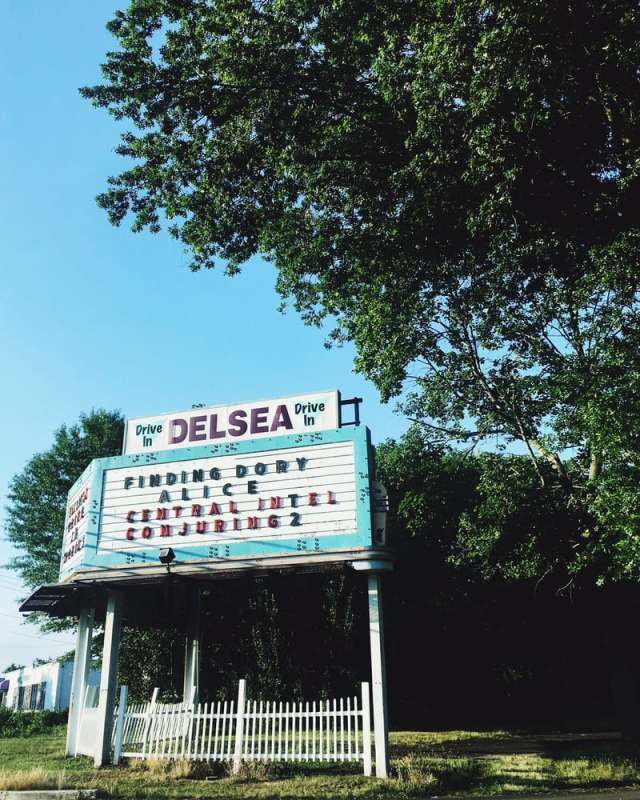 Drive In DELSEA Drive In
FINDING DORY
ALICE
CENTRAL INTEL
CONJURING 2